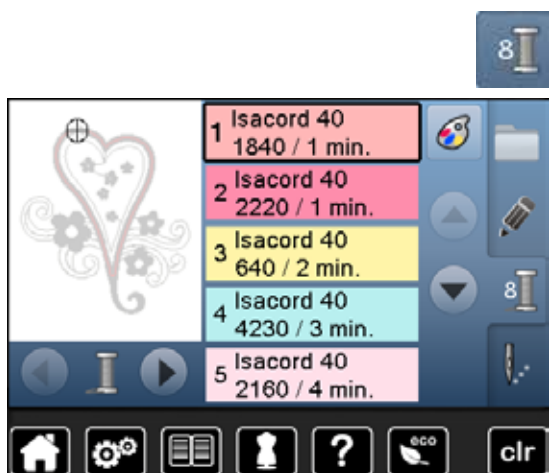 8
1 Isacord 40
1840 / 1 min.
2 Isacord 40
2220 / 1 min.
3 Isacord 40
640 / 2 min.
8
4 Isacord 40
4230 / 3 min.
5 Isacord 40
2160 / 4 min.
?
eco
clr